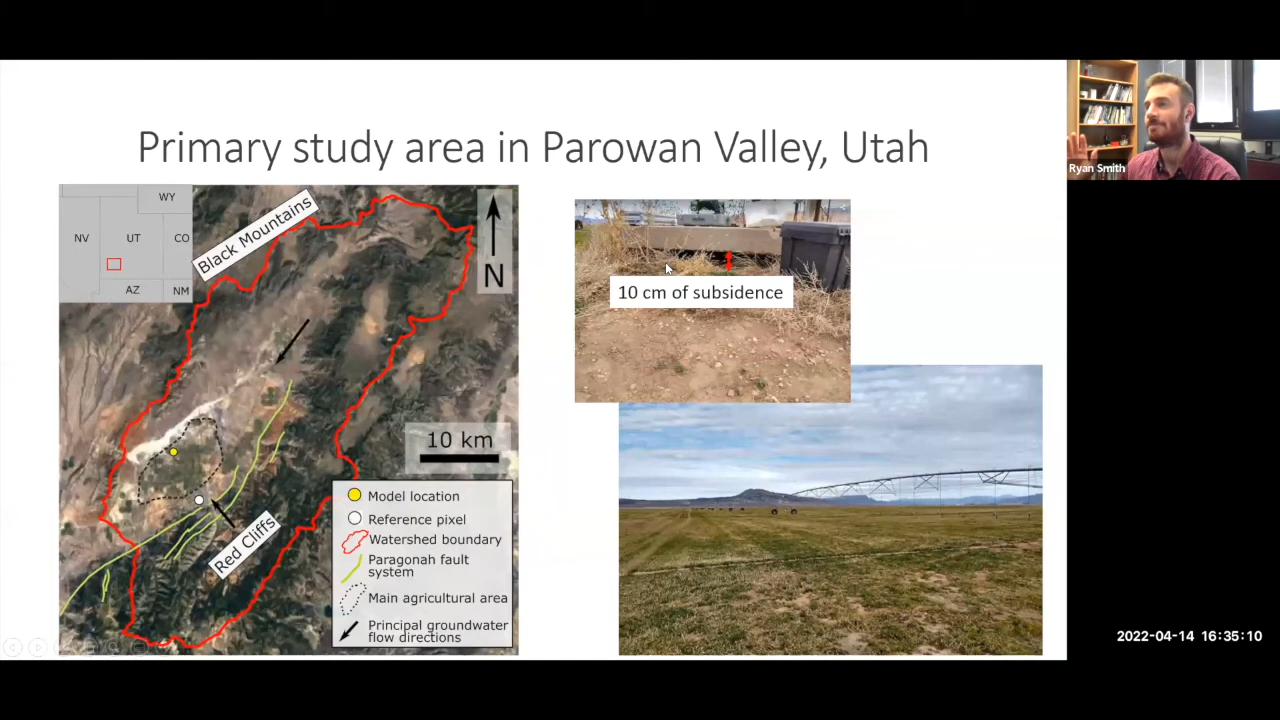 Primary study area in Parowan Valley, Utah
WY
NV
UT
CO
AZ
NM
Black Mountains
N
10 km
Red Cliffs
Model location
Reference pixel
Watershed boundary
Paragonah fault
system
Main agricultural area
Principal groundwater
flow directions
10 cm of subsidence
Ryan Smith
2022-04-14 16:35:10